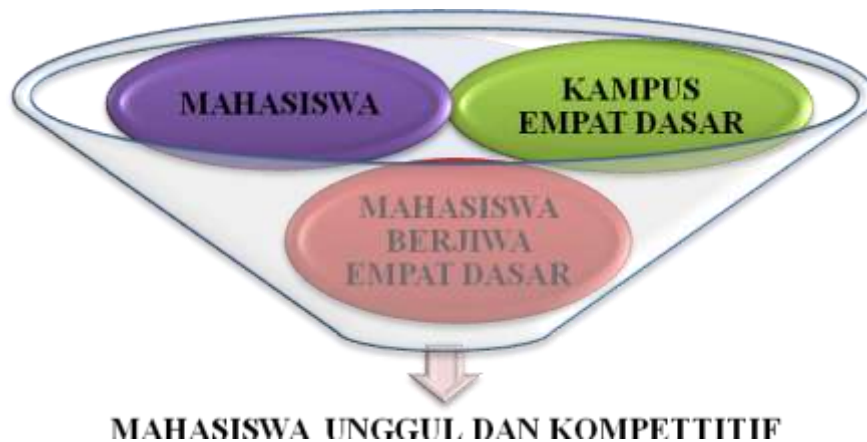 MAHASISWA
KAMPUS
EMPAT DASAR
MAHASISWA
BERJIWA
EMPAT DASAR
MAHASISWA UNGGUL DAN KOMPETTITIF